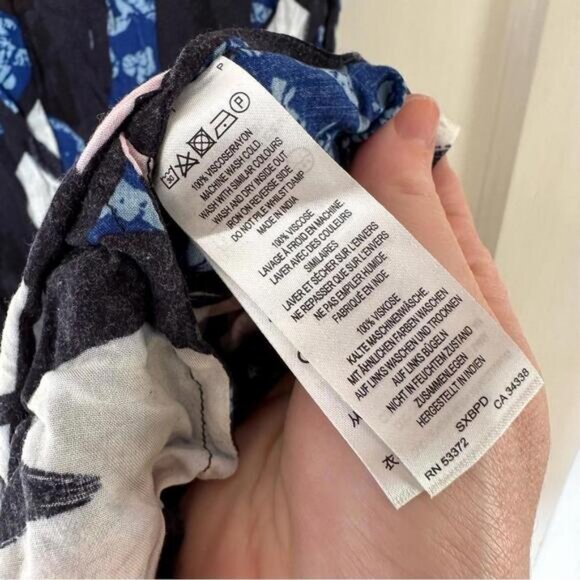 P
30
P
100% VISCOSE/RAYON
MACHINE WASH COLD
WASH WITH SIMILAR COLOURS
WASH AND DRY INSIDE OUT
IRON ON REVERSE SIDE
DO NOT PILE WHILST DAMP
MADE IN INDIA
100% VISCOSE
LAVAGE A FROID EN MACHINE
LAVER AVEC DES COULEURS
SIMILAIRES
LAVER ET SÉCHER SUR L'ENVERS
NE REPASSER QUE SUR L'ENVERS
NE PAS EMPILER HUMIDE
FABRIQUÉ EN INDE
100% VISKOSE
KALTE MASCHINENWÄSCHE
MIT ÄHNLICHEN FARBEN WASCHEN
AUF LINKS WASCHEN UND TROCKNEN
AUF LINKS BÜGELN
NICHT IN FEUCHTEM ZUSTAND
ZUSAMMENLEGEN
HERGESTELLT IN INDIEN
SXBPD
RN 53372 CA 34338